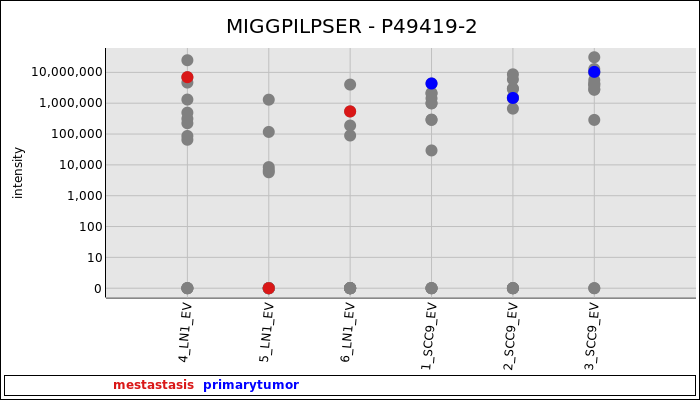 MIGGPILPSER - P49419-2
intensity
10,000,000
1,000,000
100,000
10,000
1,000
100
10
0
4_LN1_EV
5_LN1_EV
6_LN1_EV
1_SCC9_EV
2_SCC9_EV
3_SCC9_EV
mestastasis primarytumor